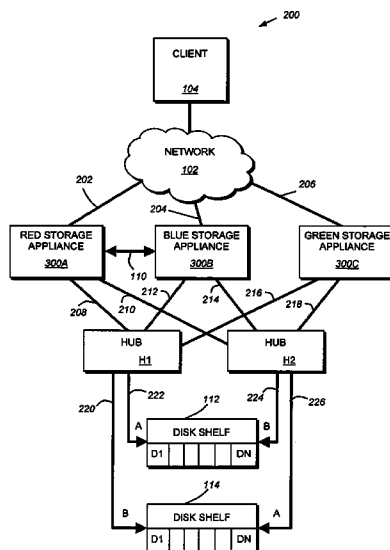 200
CLIENT
104
NETWORK
102
202
204
206
RED STORAGE
APPLIANCE
300A
110
BLUE STORAGE
APPLIANCE
300B
GREEN STORAGE
APPLIANCE
300C
208
210
212
214
216
218
HUB
H1
HUB
H2
220
222
224
226
112
A
DISK SHELF
B
D1
DN
114
B
DISK SHELF
A
D1
DN